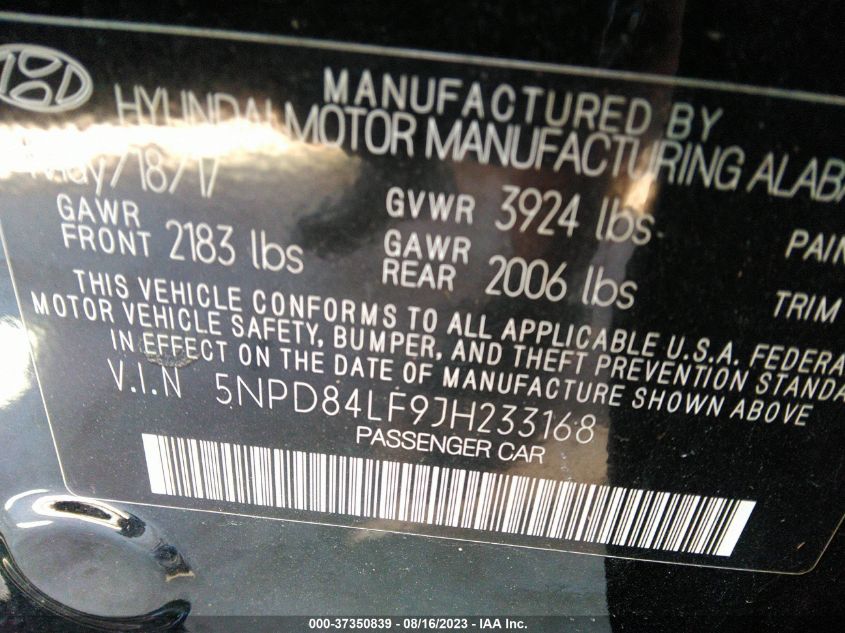 MANUFACTURED BY
HYUNDAI MOTOR MANUFACTURING ALABA
May/18/17
GAWR FRONT 2183 lbs
GVWR 3924 lbs
GAWR REAR 2006 lbs
PAIN
TRIM
THIS VEHICLE CONFORMS TO ALL APPLICABLE U.S.A. FEDERA
MOTOR VEHICLE SAFETY, BUMPER, AND THEFT PREVENTION STANDA
IN EFFECT ON THE DATE OF MANUFACTURE SHOWN ABOVE
V.I.N 5NPD84LF9JH233168
PASSENGER CAR
000-37350839 - 08/16/2023 - IAA Inc.